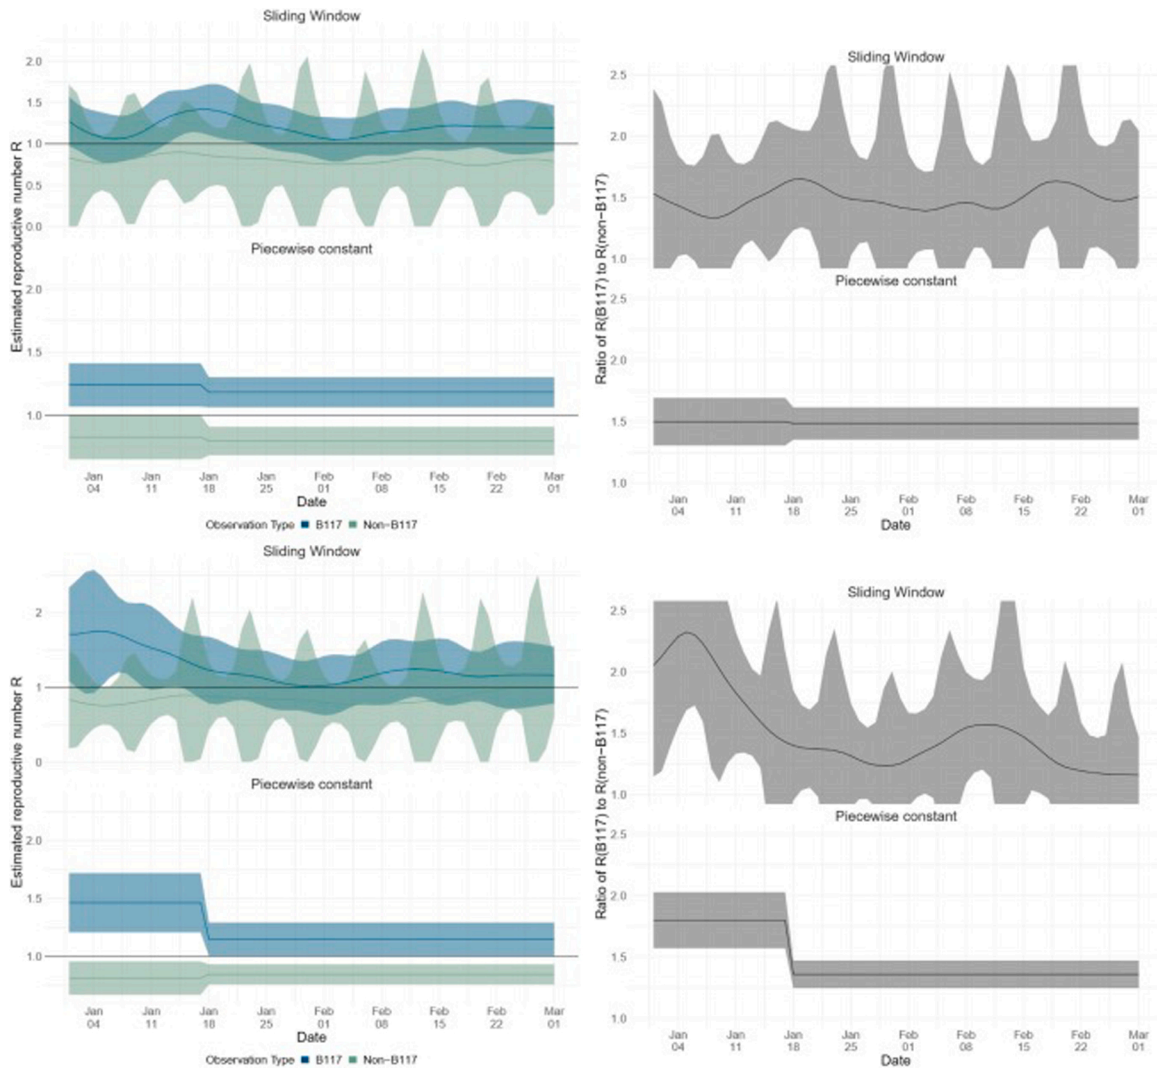 Sliding Window
Estimated reproductive number R
2.0
1.5
1.0
0.5
0.0
Piecewise constant
2.0
1.5
1.0
Jan 04 Jan 11 Jan 18 Jan 25 Feb 01 Feb 08 Feb 15 Feb 22 Mar 01
Date
Observation Type B117 Non-B117
Sliding Window
Ratio of R(B117) to R(non-B117)
2.5
2.0
1.5
1.0
Piecewise constant
2.5
2.0
1.5
1.0
Jan 04 Jan 11 Jan 18 Jan 25 Feb 01 Feb 08 Feb 15 Feb 22 Mar 01
Date
Sliding Window
Estimated reproductive number R
2
1
0
Piecewise constant
2.0
1.5
1.0
Jan 04 Jan 11 Jan 18 Jan 25 Feb 01 Feb 08 Feb 15 Feb 22 Mar 01
Date
Observation Type B117 Non-B117
Sliding Window
Ratio of R(B117) to R(non-B117)
2.5
2.0
1.5
1.0
Piecewise constant
2.5
2.0
1.5
1.0
Jan 04 Jan 11 Jan 18 Jan 25 Feb 01 Feb 08 Feb 15 Feb 22 Mar 01
Date